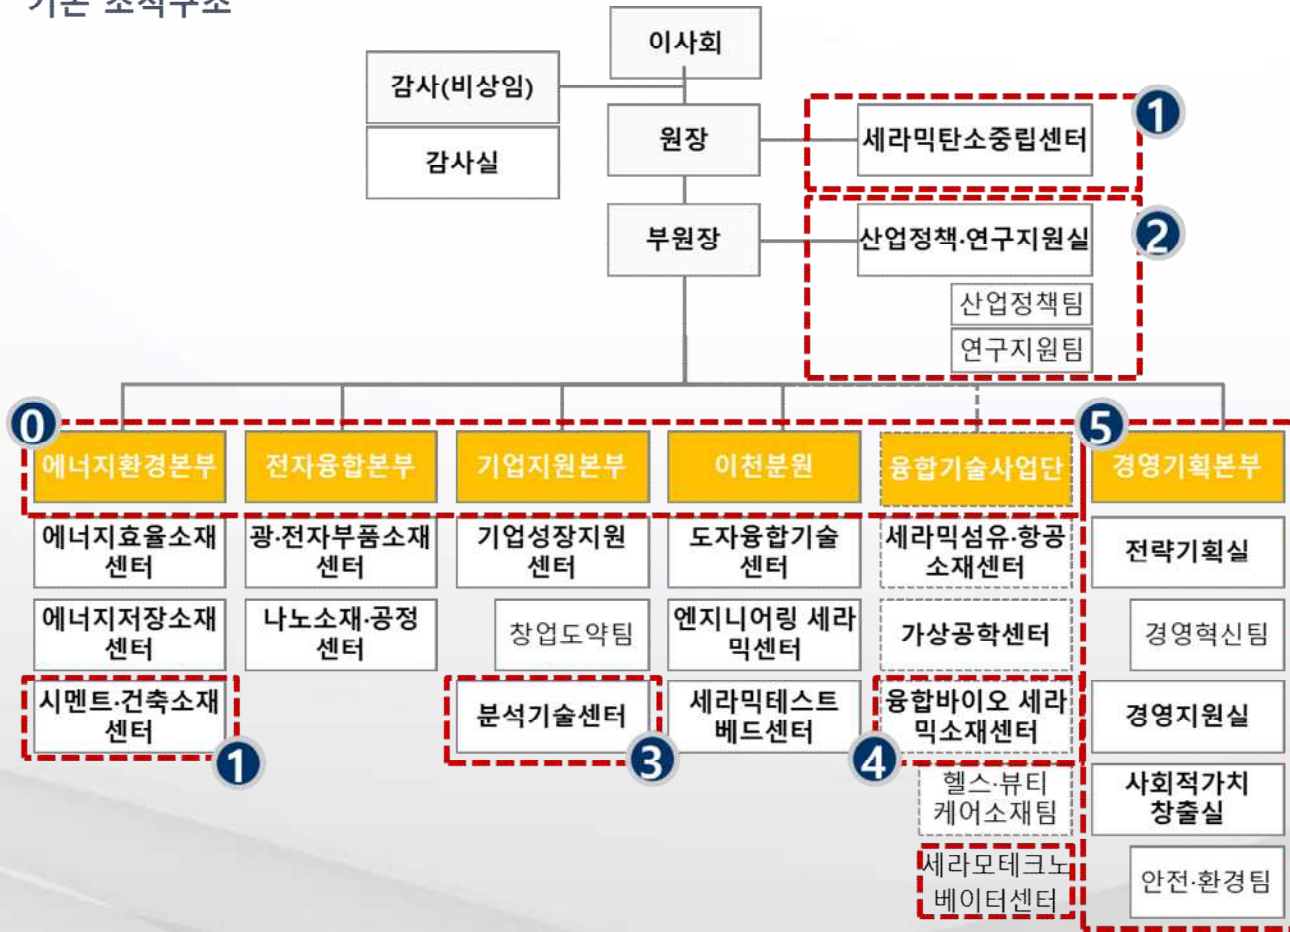 기존 조직구조
이사회
감사(비상임)
감사실
원장
세라믹탄소중립센터
1
부원장
산업정책·연구지원실
2
산업정책팀
연구지원팀
0
5
에너지환경본부
전자융합본부
기업지원본부
이천분원
융합기술사업단
경영기획본부
에너지효율소재
센터
광·전자부품소재
센터
기업성장지원
센터
도자융합기술
센터
세라믹섬유·항공
소재센터
전략기획실
에너지저장소재
센터
나노소재·공정
센터
창업도약팀
엔지니어링 세라
믹센터
가상공학센터
경영혁신팀
시멘트·건축소재
센터
1
분석기술센터
3
세라믹테스트
베드센터
4
융합바이오 세라
믹소재센터
경영지원실
헬스·뷰티
케어소재팀
사회적가치
창출실
세라모테크노
베이터센터
안전·환경팀